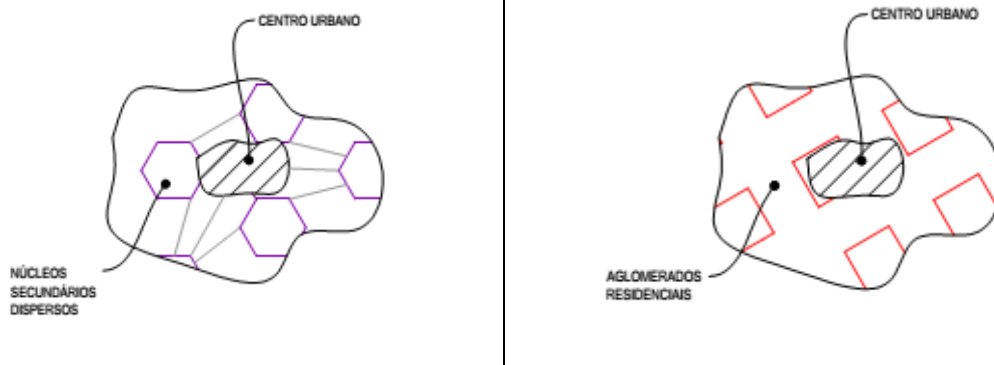 CENTRO URBANO
NÚCLEOS
SECUNDÁRIOS
DISPERSOS
CENTRO URBANO
AGLOMERADOS
RESIDENCIAIS